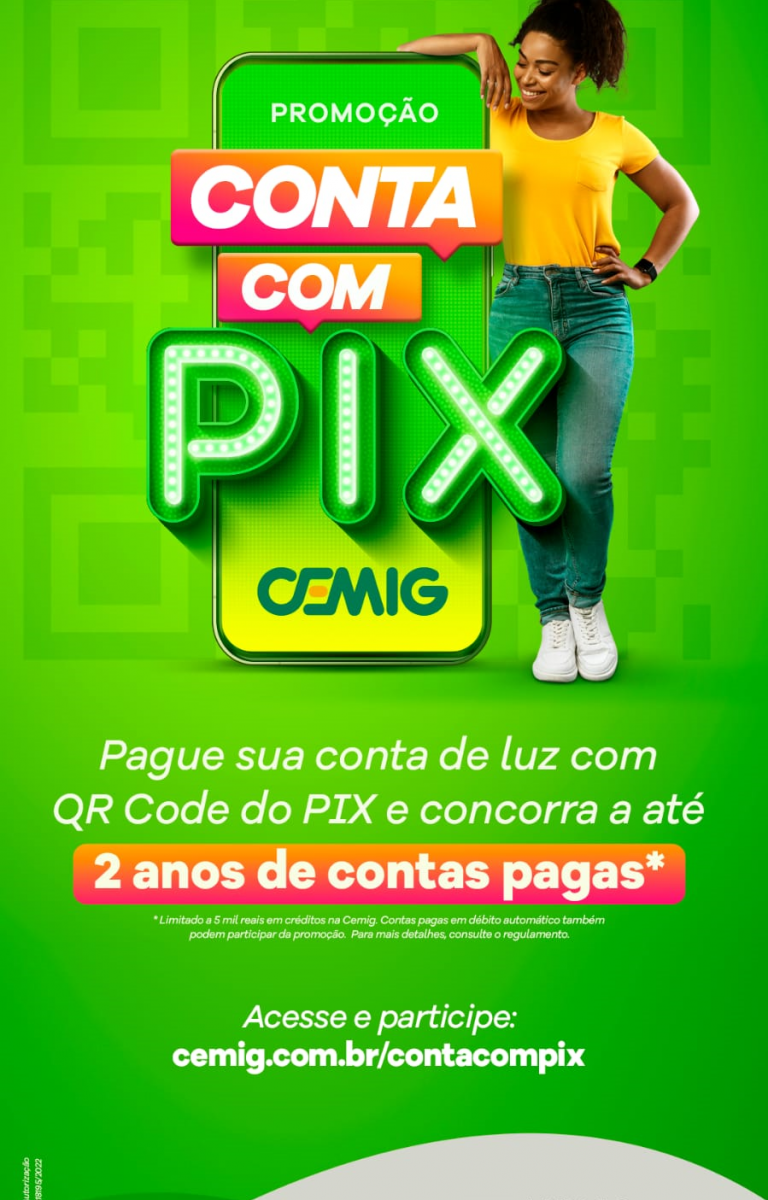 PROMOÇÃO
CONTA
COM
PIX
CEMIG
Pague sua conta de luz com
QR Code do PIX e concorra a até
2 anos de contas pagas*
* Limitado a 5 mil reais em créditos na Cemig. Contas pagas em débito automático também
podem participar da promoção. Para mais detalhes, consulte o regulamento.
Acesse e participe:
cemig.com.br/contacompix